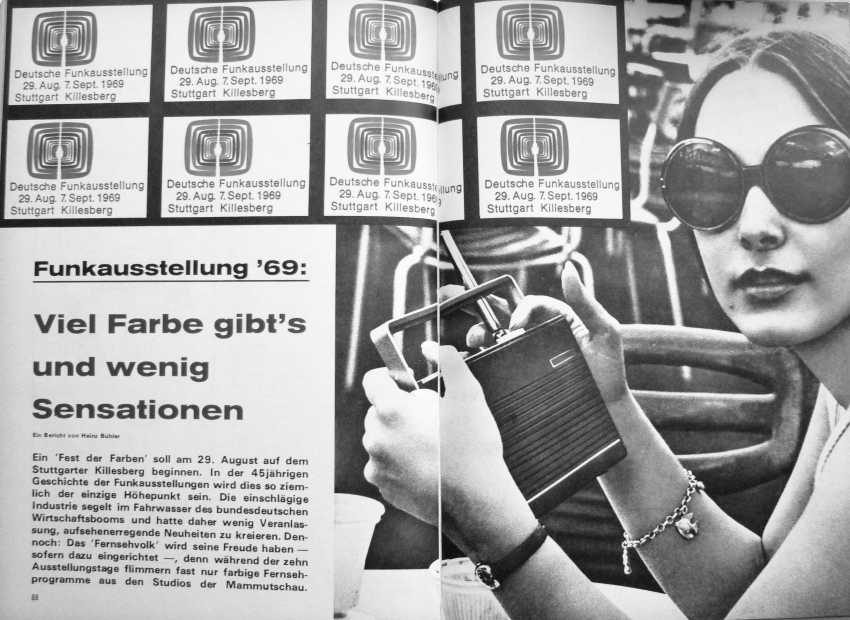 Deutsche Funkausstellung
29. Aug. 7. Sept. 1969
Stuttgart Killesberg
Deutsche Funkausstellung
29. Aug. 7. Sept. 1969
Stuttgart Killesberg
Deutsche Funkausstellung
29. Aug. 7. Sept. 1969
Stuttgart Killesberg
Deutsche Funkausstellung
29. Aug. 7. Sept. 1969
Stuttgart Killesberg
Deutsche Funkausstellung
29. Aug. 7. Sept. 1969
Stuttgart Killesberg
Deutsche Funkausstellung
29. Aug. 7. Sept. 1969
Stuttgart Killesberg
Deutsche Funkausstellung
29. Aug. 7. Sept. 1969
Stuttgart Killesberg
Deutsche Funkausstellung
29. Aug. 7. Sept. 1969
Stuttgart Killesberg
Funkausstellung ’69:
Viel Farbe gibt’s
und wenig
Sensationen
Ein Bericht von Heinz Bühler
Ein ‘Fest der Farben’ soll am 29. August auf dem
Stuttgarter Killesberg beginnen. In der 45jährigen
Geschichte der Funkausstellungen wird dies so ziem-
lich der einzige Höhepunkt sein. Die einschlägige
Industrie segelt im Fahrwasser des bundesdeutschen
Wirtschaftsbooms und hatte daher wenig Veranlas-
sung, aufsehenerregende Neuheiten zu kreieren. Den-
noch: Das ‘Fernsehvolk’ wird seine Freude haben —
sofern dazu eingerichtet —, denn während der zehn
Ausstellungstage flimmern fast nur farbige Fernseh-
programme aus den Studios der Mammutschau.